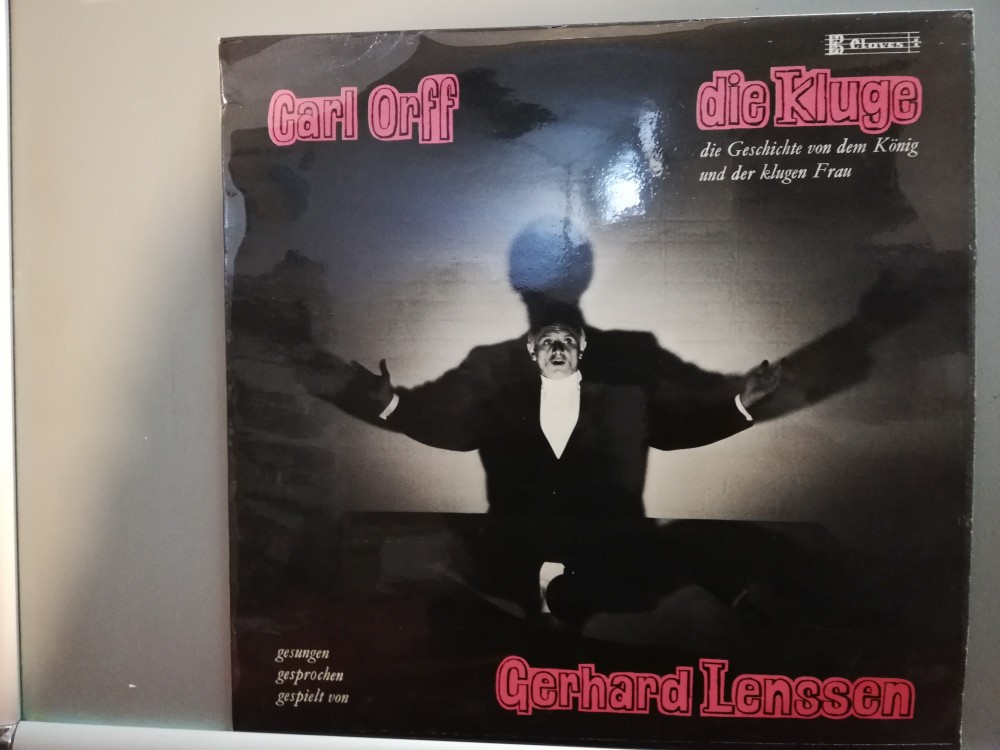 Claves
Carl Orff
die Kluge
die Geschichte von dem König
und der klugen Frau
gesungen
gesprochen
gespielt von
Gerhard Lenssen